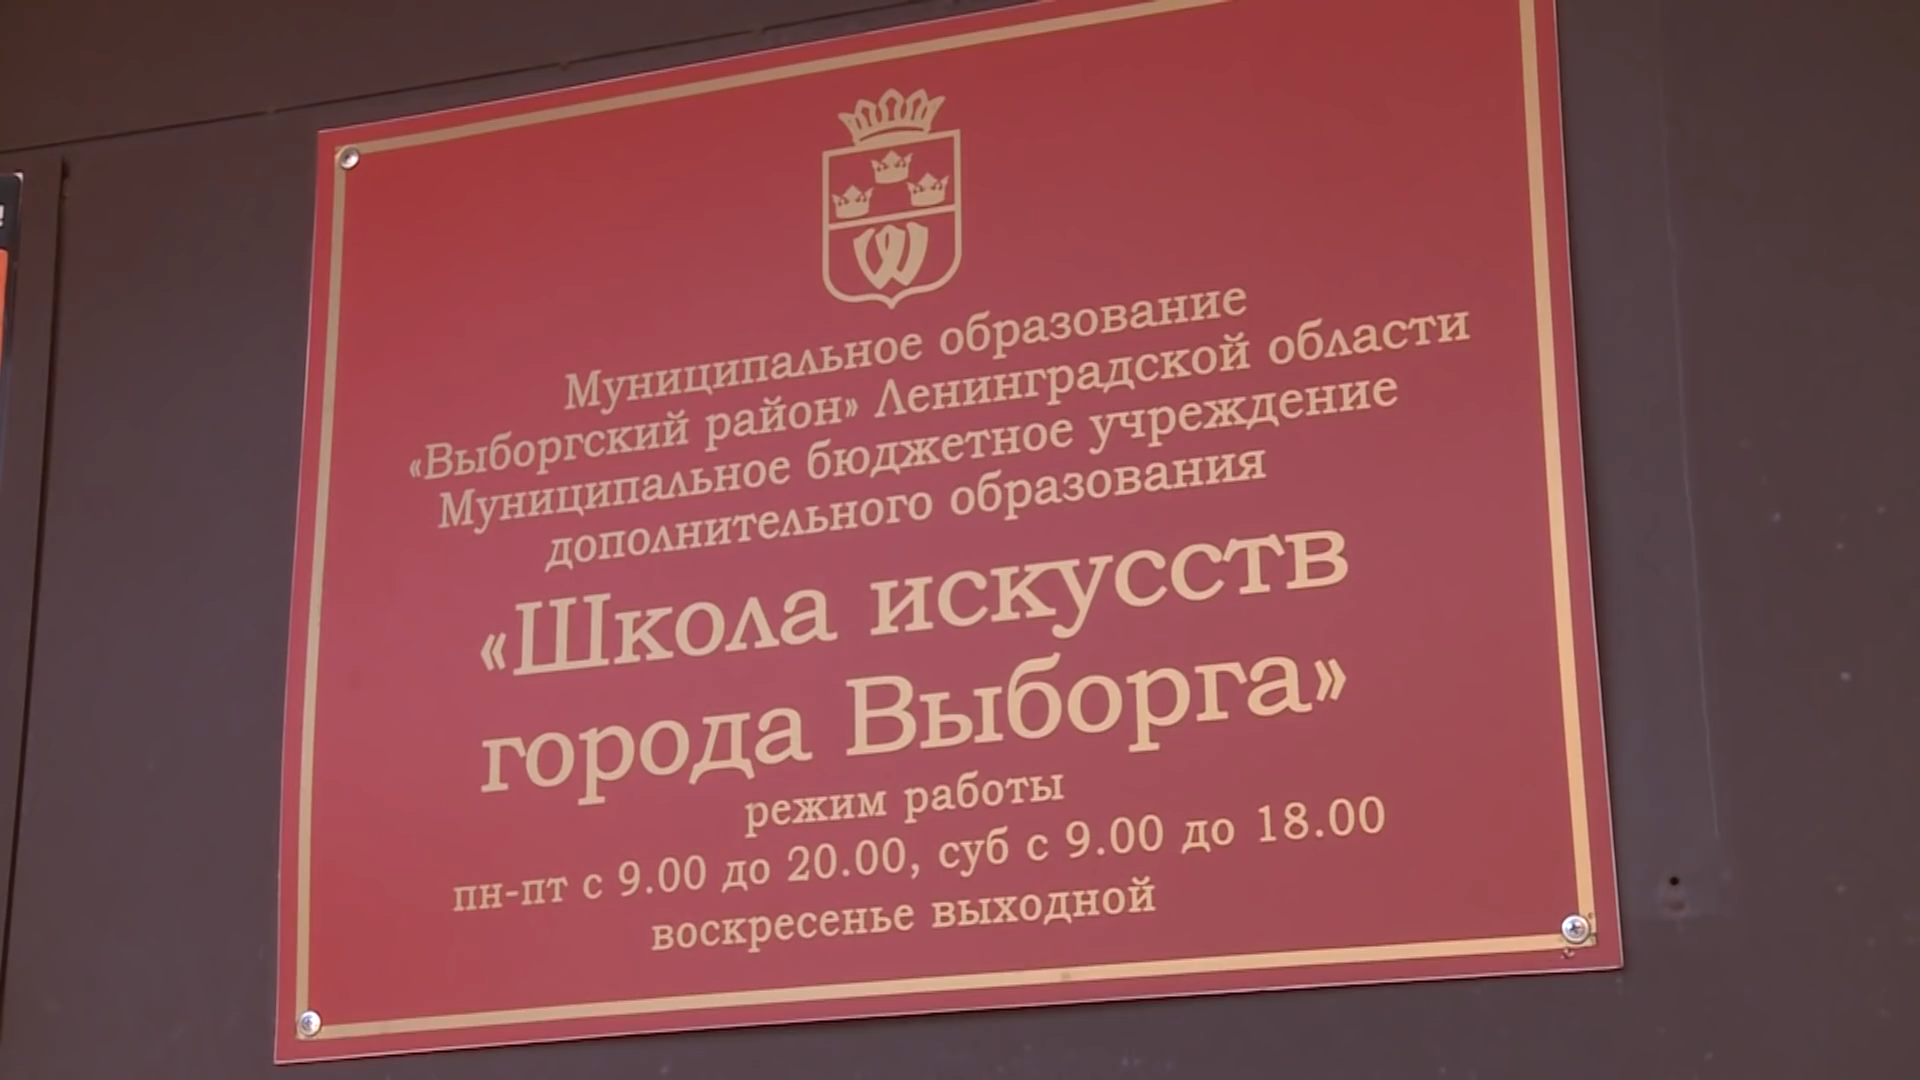 Муниципальное образование
«Выборгский район» Ленинградской области
Муниципальное бюджетное учреждение
дополнительного образования
«Школа искусств
города Выборга»
режим работы
пн-пт с 9.00 до 20.00, суб с 9.00 до 18.00
воскресенье выходной